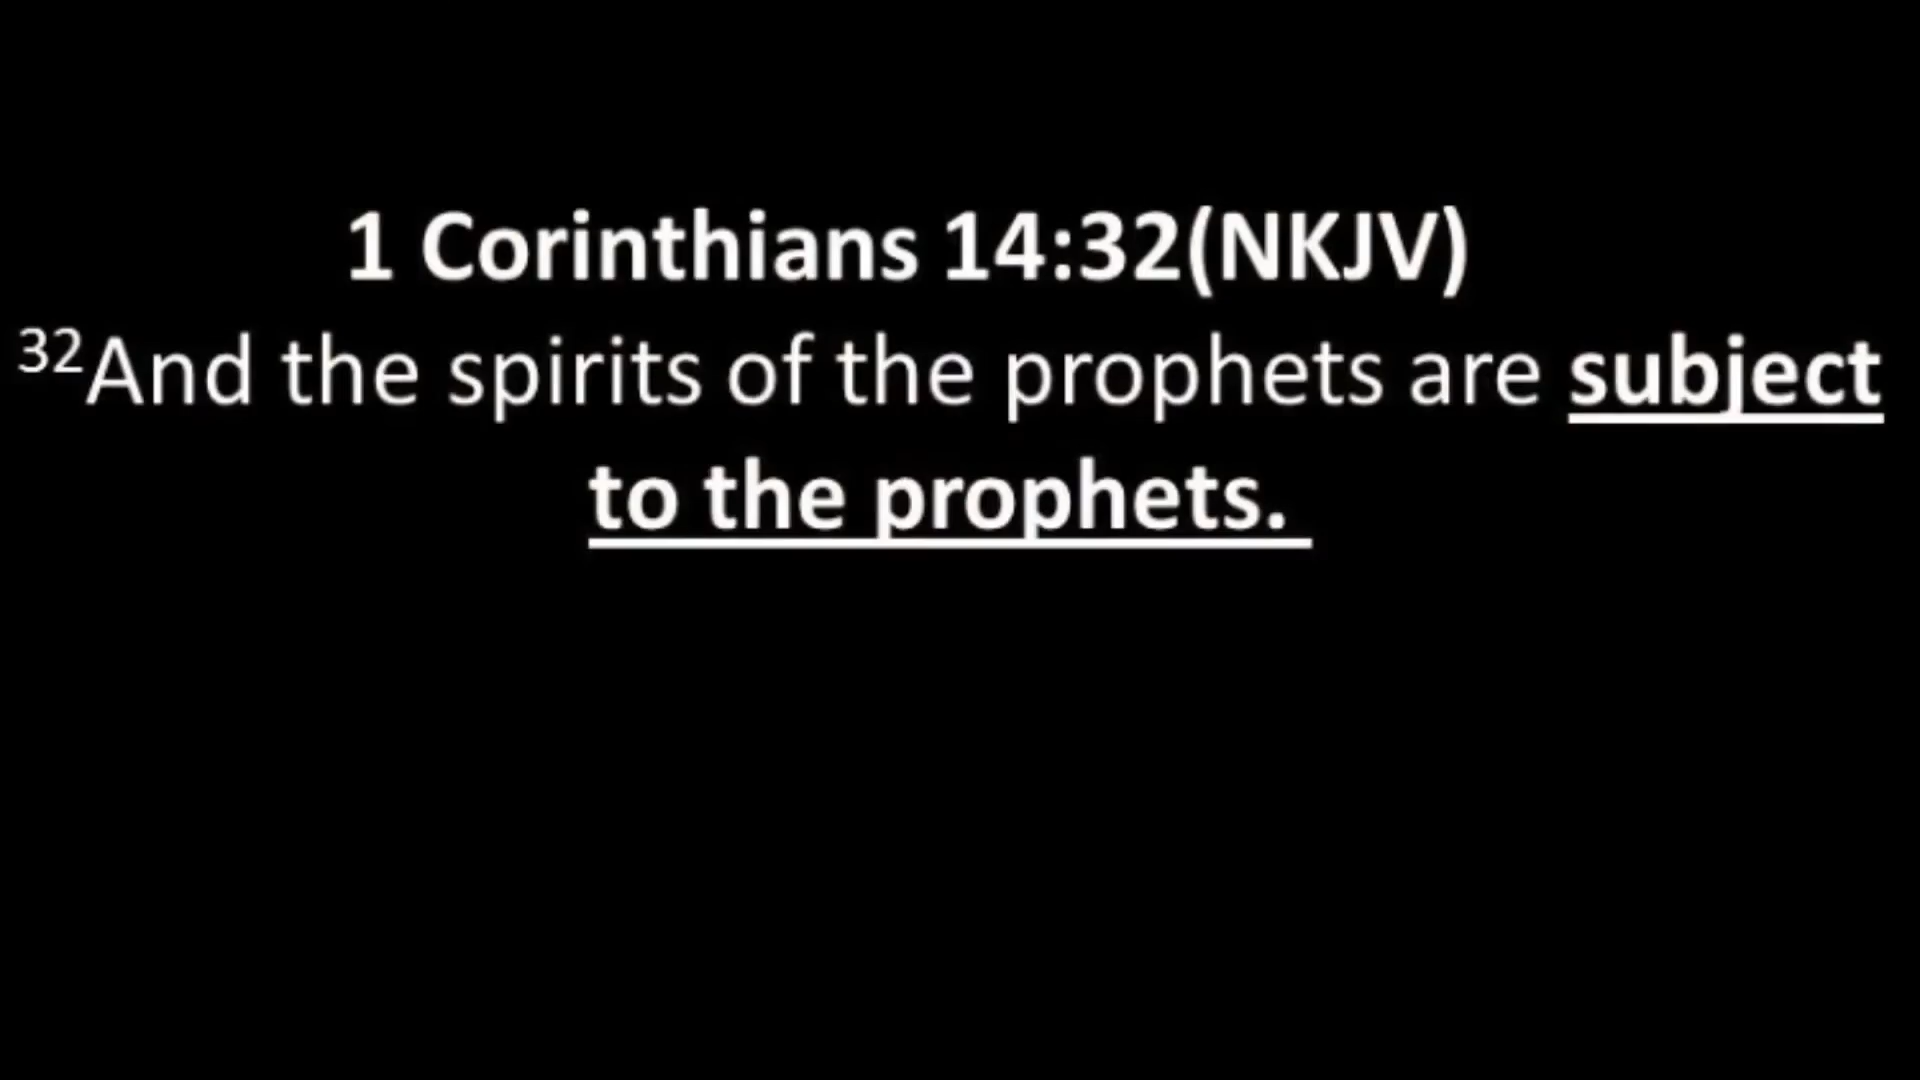 1 Corinthians 14:32(NKJV)
32And the spirits of the prophets are subject
to the prophets.